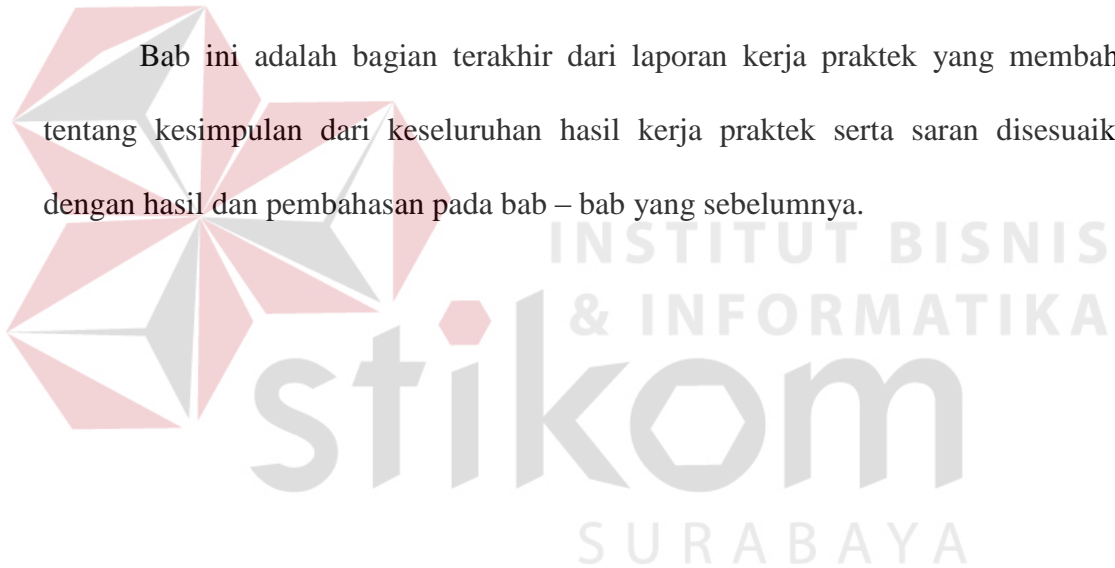 Bab ini adalah bagian terakhir dari laporan kerja praktek yang membah
tentang kesimpulan dari keseluruhan hasil kerja praktek serta saran disesuaik
dengan hasil dan pembahasan pada bab – bab yang sebelumnya.
INSTITUT BISNIS
& INFORMATIKA
stikom
SURABAYA